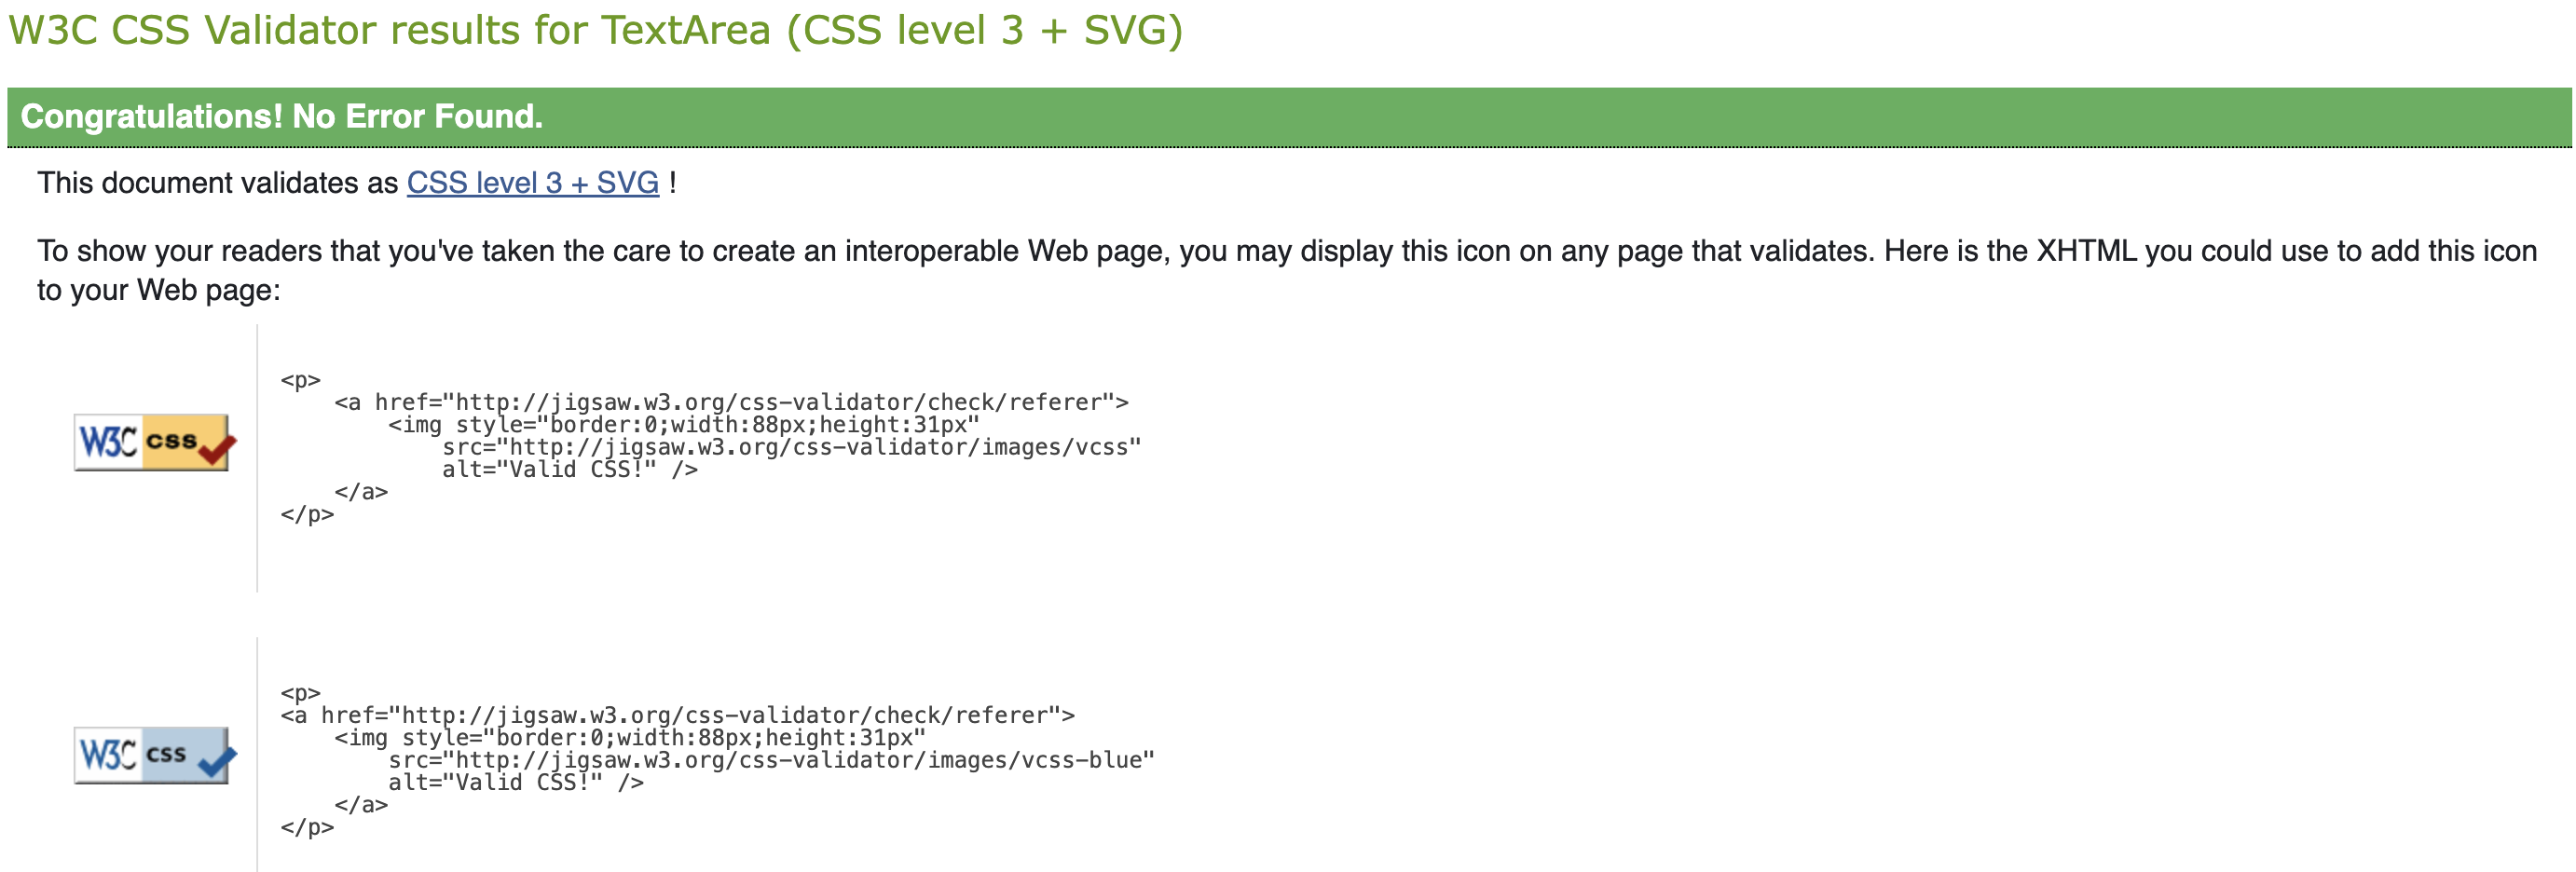 W3C CSS Validator results for TextArea (CSS level 3 + SVG)
Congratulations! No Error Found.
This document validates as CSS level 3 + SVG !
To show your readers that you've taken the care to create an interoperable Web page, you may display this icon on any page that validates. Here is the XHTML you could use to add this icon
to your Web page:
W3C css
<p>
    <a href="http://jigsaw.w3.org/css-validator/check/referer">
        <img style="border:0;width:88px;height:31px"
            src="http://jigsaw.w3.org/css-validator/images/vcss"
            alt="Valid CSS!" />
    </a>
</p>
W3C css
<p>
<a href="http://jigsaw.w3.org/css-validator/check/referer">
    <img style="border:0;width:88px;height:31px"
        src="http://jigsaw.w3.org/css-validator/images/vcss-blue"
        alt="Valid CSS!" />
    </a>
</p>